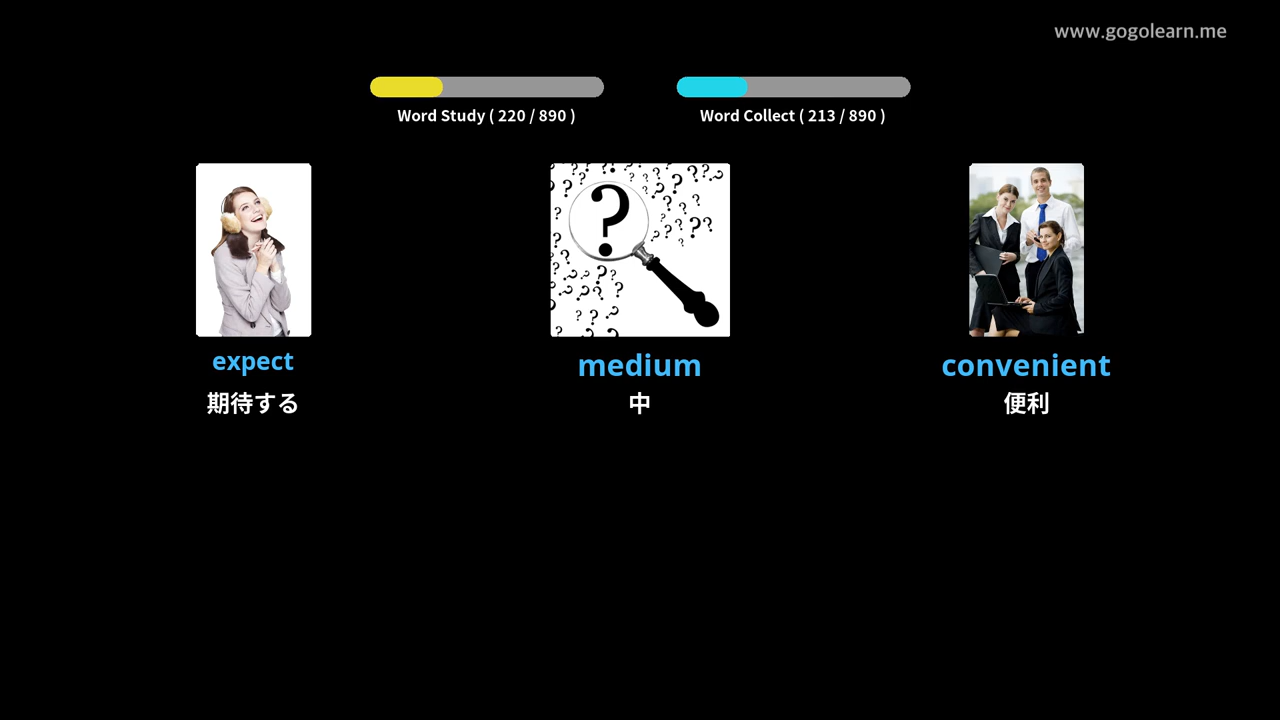 www.gogolearn.me
Word Study ( 220 / 890 )
Word Collect ( 213 / 890 )
expect
medium
convenient
期待する
中
便利